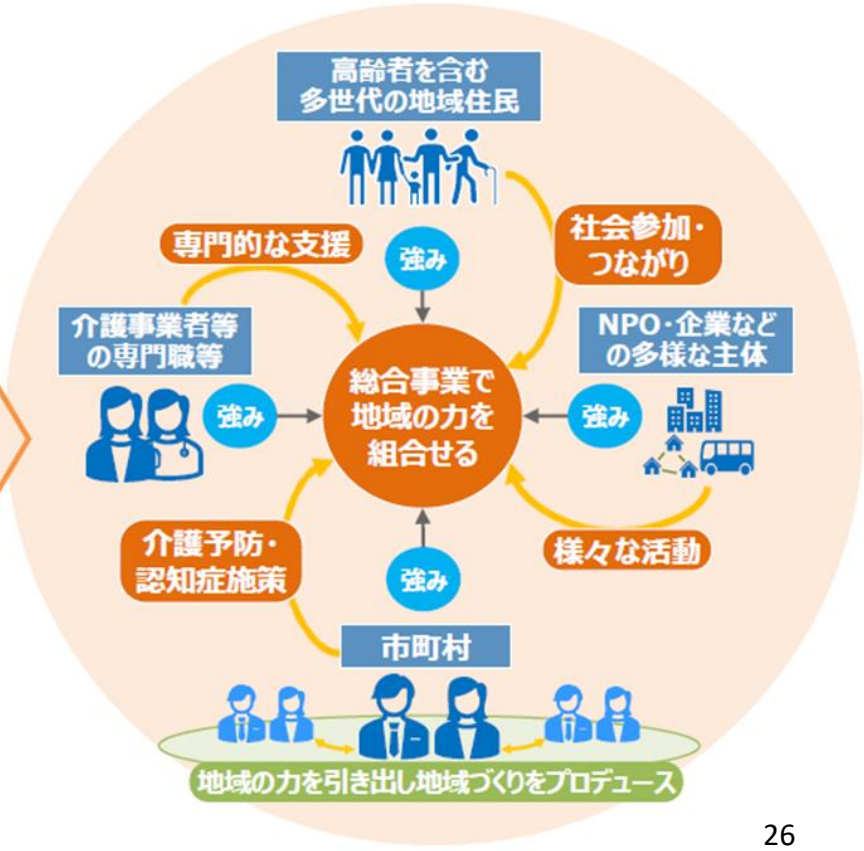 高齢者を含む
多世代の地域住民
専門的な支援
強み
社会参加・
つながり
介護事業者等
の専門職等
NPO・企業など
の多様な主体
強み
総合事業で
地域の力を
組合せる
強み
介護予防・
認知症施策
強み
様々な活動
市町村
地域の力を引き出し地域づくりをプロデュース
26